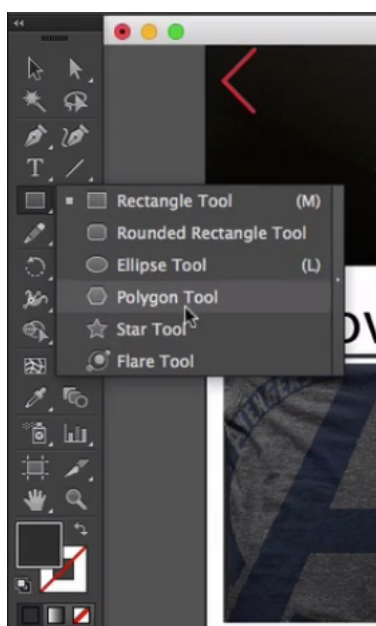 Rectangle Tool (M)
Rounded Rectangle Tool
Ellipse Tool (L)
Polygon Tool
Star Tool
Flare Tool